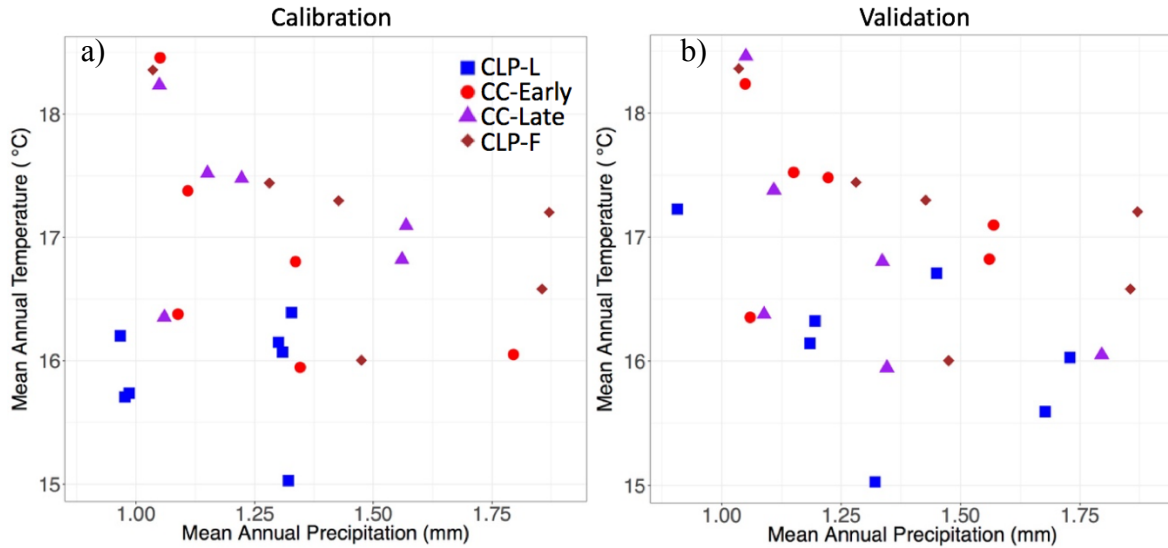 Calibration
a)
CLP-L
CC-Early
CC-Late
CLP-F
18
17
16
15
Mean Annual Temperature ( °C)
1.00 1.25 1.50 1.75
Mean Annual Precipitation (mm)
Validation
b)
18
17
16
15
Mean Annual Temperature ( °C)
1.00 1.25 1.50 1.75
Mean Annual Precipitation (mm)